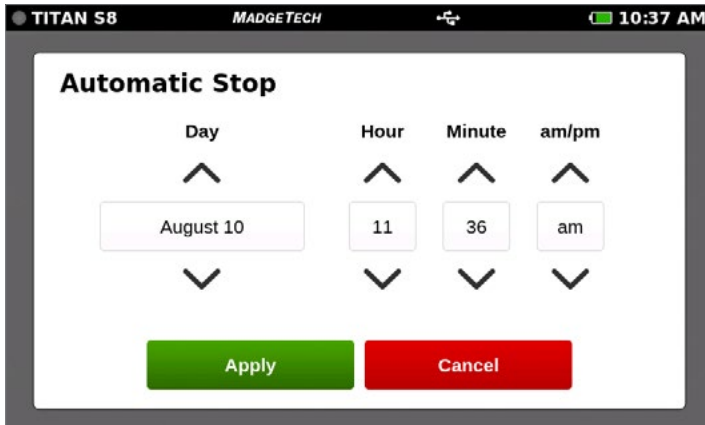 TITAN S8 MADGETECH 10:37 AM
Automatic Stop
Day Hour Minute am/pm
August 10 11 36 am
Apply Cancel